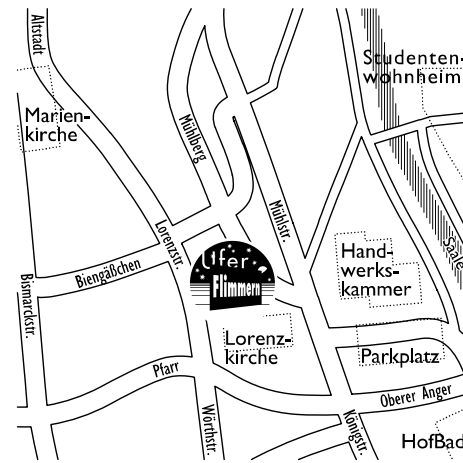 Altstadt
Studenten-
wohnheim
Marien-
kirche
Mühlberg
Mühlstr.
Lorenzstr.
Saale
Ufer
Flimmern
Hand-
werks-
kammer
Biengäßchen
Bismarckstr.
Lorenz-
kirche
Parkplatz
Pfarr
Oberer Anger
Wörthstr.
Königstr.
HofBad